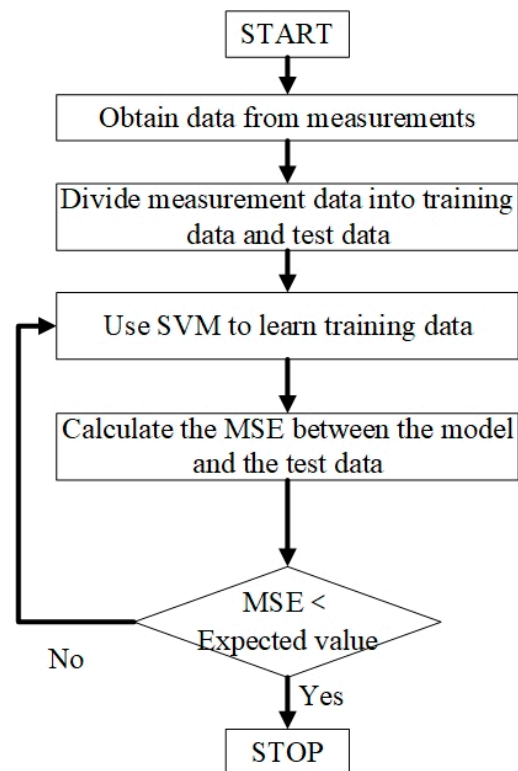 START
Obtain data from measurements
Divide measurement data into training
data and test data
Use SVM to learn training data
Calculate the MSE between the model
and the test data
MSE <
Expected value
No
Yes
STOP